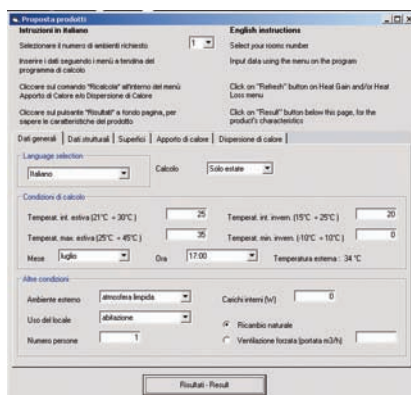 Proposta prodotti
Istruzioni in italiano
English instructions
Selezionare il numero di ambienti richiesto
1
Select your rooms number
Inserire i dati seguendo i menù a tendina del
programma di calcolo
Input data using the menu on the program
Cliccare sul comando "Ricalcola" all'interno del menù
Apporto di Calore e/o Dispersione di Calore
Click on "Refresh" button on Heat Gain and/or Heat
Loss menu
Cliccare sul pulsante "Risultati" a fondo pagina, per
sapere le caratteristiche del prodotto
Click on "Result" button below this page, for the
product's characteristics
Dati generali Dati strutturali Superfici Apporto di calore Dispersione di calore
Language selection
Italiano
Calcolo
Solo estate
Condizioni di calcolo
Temperat. int. estiva (21°C ÷ 30°C ) 25
Temperat. int. invern. (15°C ÷ 25°C ) 20
Temperat. max. estiva (25°C ÷ 45°C ) 35
Temperat. min. invern. (-10°C ÷ 10°C ) 0
Mese luglio Ora 17:00 Temperatura esterna : 34 °C
Altre condizioni
Ambiente esterno atmosfera limpida
Carichi interni (W) 0
Uso del locale abitazione
Ricambio naturale
Numero persone 1
Ventilazione forzata (portata m3/h)
Risultati - Result